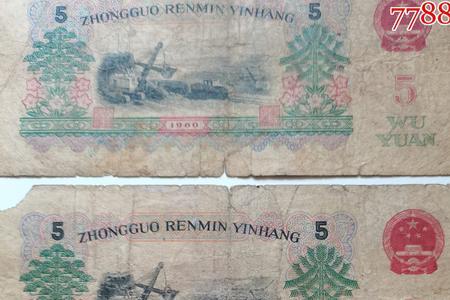 7788
5 ZHONGGUO RENMIN YINHANG 5
5
WU
YUAN
1960
5 ZHONGGUO RENMIN YINHANG 5